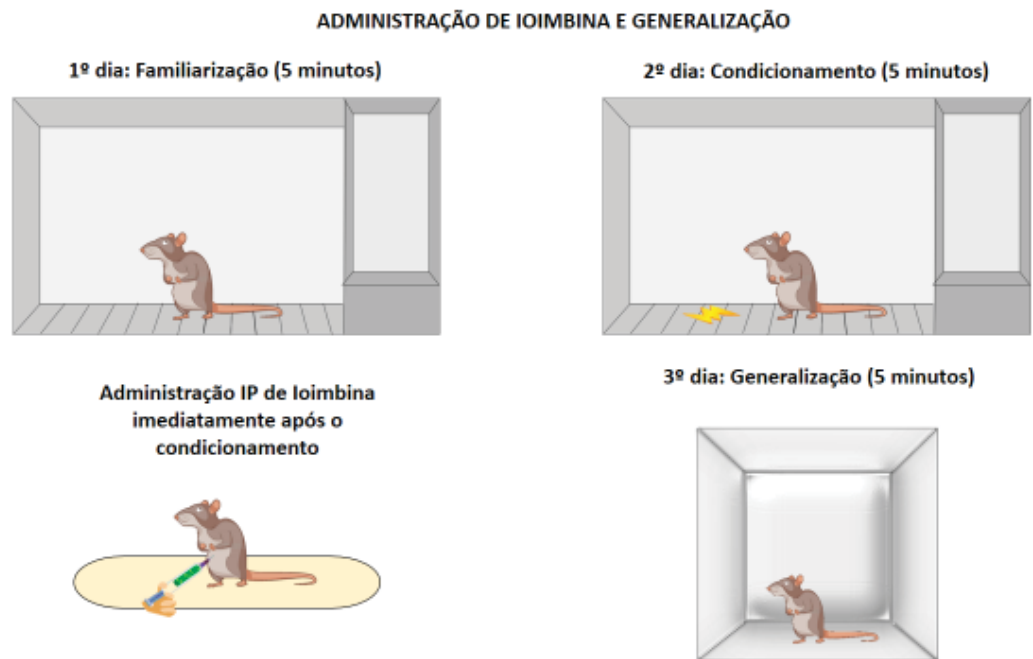 ADMINISTRAÇÃO DE IOIMBINA E GENERALIZAÇÃO
1º dia: Familiarização (5 minutos)
2º dia: Condicionamento (5 minutos)
Administração IP de Ioimbina
imediatamente após o
condicionamento
3º dia: Generalização (5 minutos)